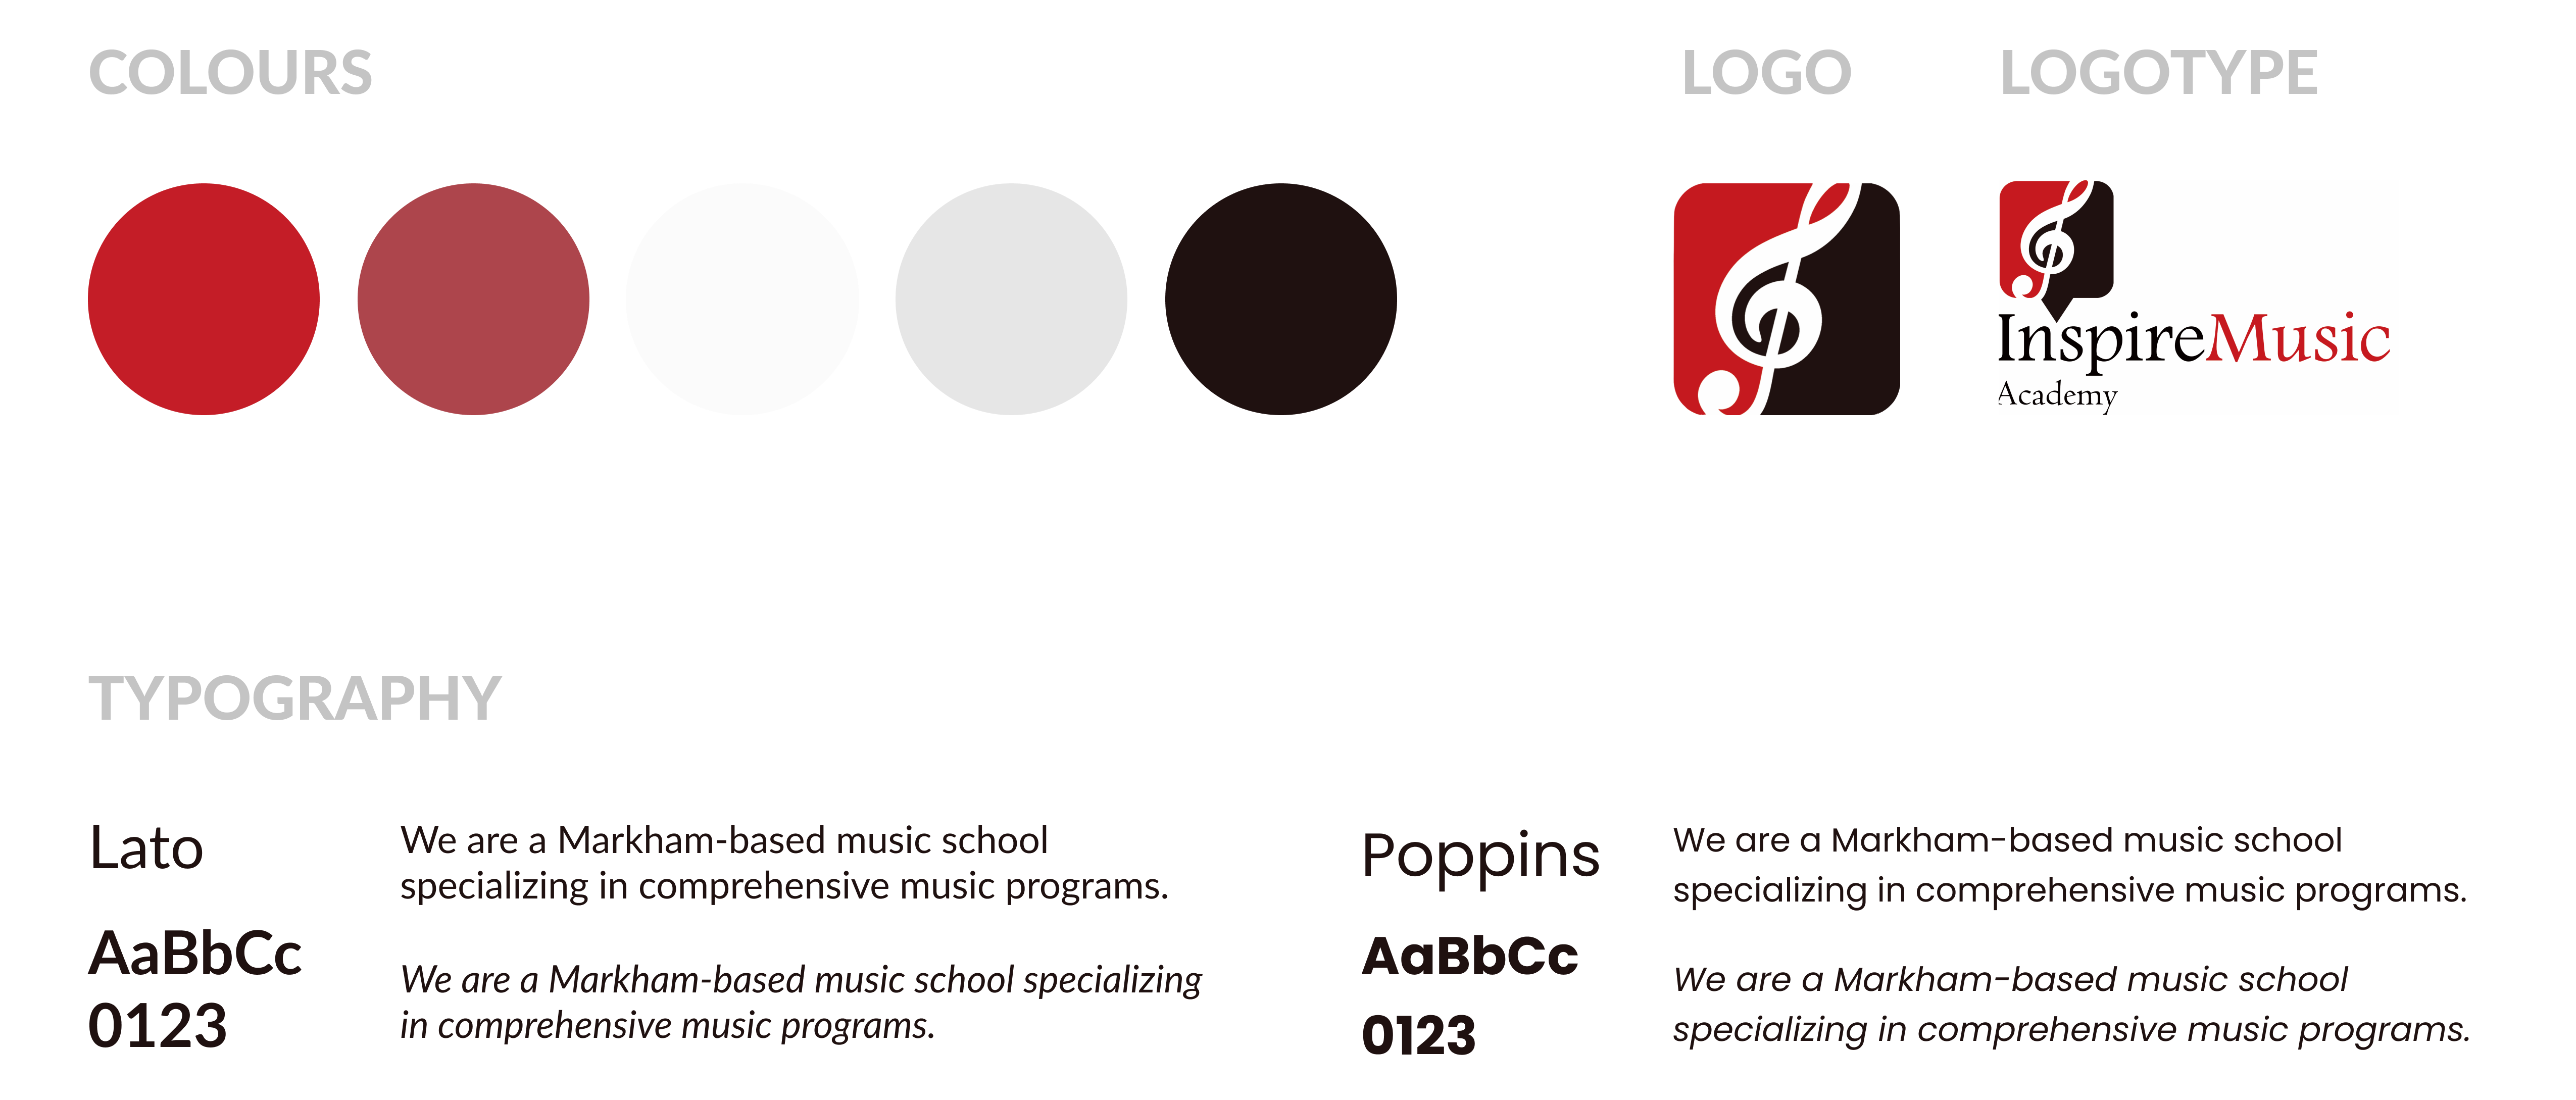 COLOURS
LOGO
LOGOTYPE
InspireMusic
Academy
TYPOGRAPHY
Lato
AaBbCc
0123
We are a Markham-based music school
specializing in comprehensive music programs.
We are a Markham-based music school specializing
in comprehensive music programs.
Poppins
AaBbCc
0123
We are a Markham-based music school
specializing in comprehensive music programs.
We are a Markham-based music school
specializing in comprehensive music programs.